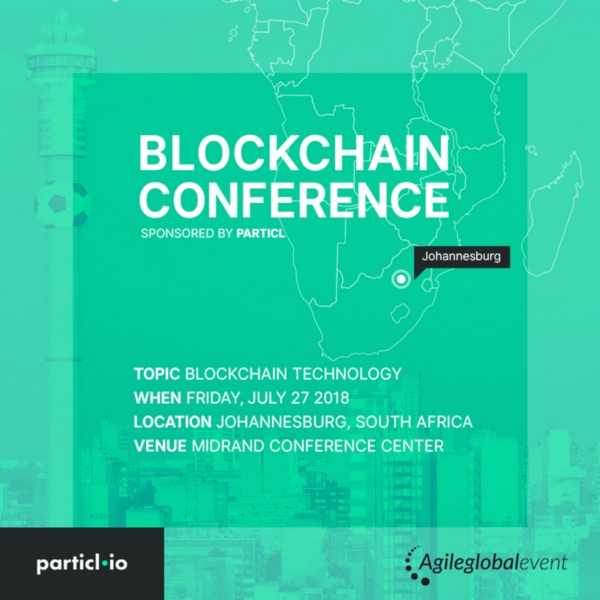 BLOCKCHAIN
CONFERENCE
SPONSORED BY PARTICL
Johannesburg
TOPIC BLOCKCHAIN TECHNOLOGY
WHEN FRIDAY, JULY 27 2018
LOCATION JOHANNESBURG, SOUTH AFRICA
VENUE MIDRAND CONFERENCE CENTER
particl•io
Agileglobalevent